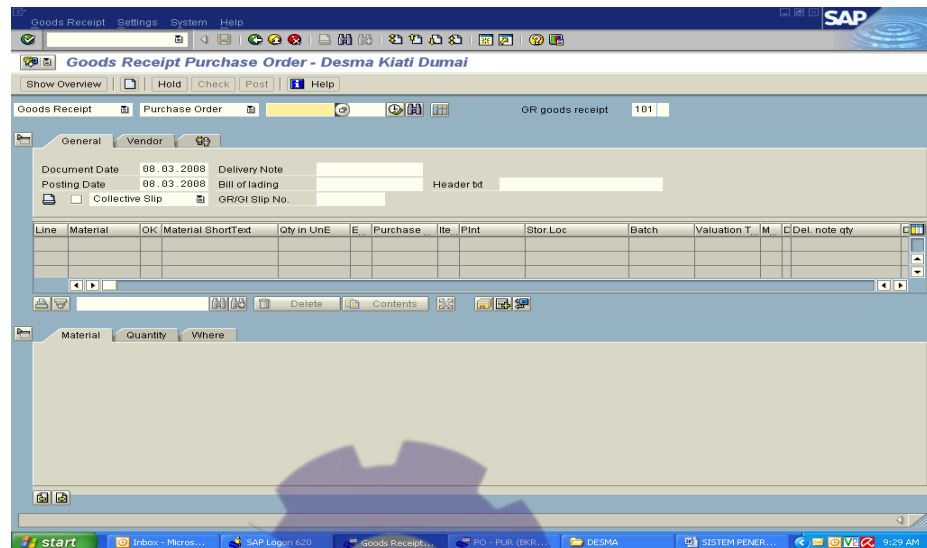 Goods Receipt Settings System Help
SAP
Goods Receipt Purchase Order - Desma Kiati Dumai
Show Overview Hold Check Post Help
Goods Receipt Purchase Order GR goods receipt 101
General Vendor
Document Date 08.03.2008 Delivery Note
Posting Date 08.03.2008 Bill of lading Header txt
Collective Slip GR/GI Slip No.
Line Material OK Material ShortText Qty in UnE E... Purchase ... Ite... Plnt Stor.Loc Batch Valuation T... M... D Del. note qty D
Delete Contents
Material Quantity Where
start Inbox - Micros... SAP Logon 620 Goods Receipt... PO - PUR (BKR... DESMA SISTEM PENER... 9:29 AM